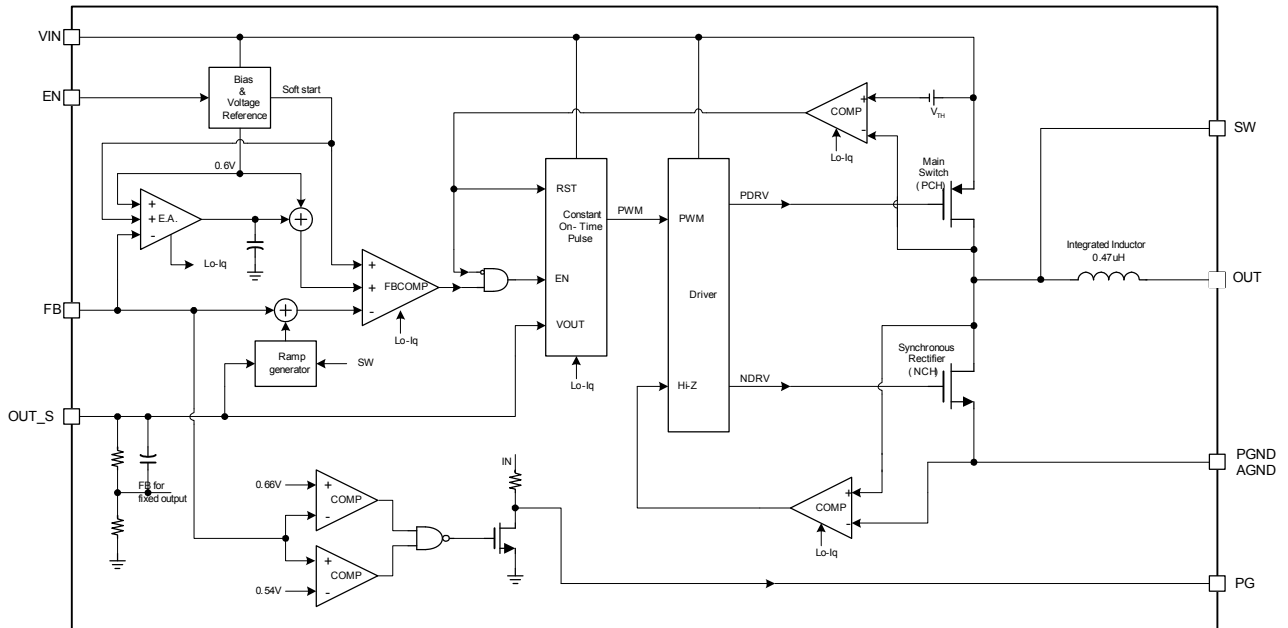 VIN
EN
Bias
&
Voltage
Reference
Soft start
0.6V
+
+ E.A.
-
+
Lo-Iq
+
+
FBCOMP
-
Lo-Iq
FB
+
Ramp
generator
SW
OUT_S
FB for
fixed output
0.66V
+
COMP
-
+
COMP
0.54V
-
IN
RST
Constant
On- Time
Pulse
EN
VOUT
Lo-Iq
PWM
PWM
Driver
Hi-Z
PDRV
NDRV
+
COMP
-
Lo-Iq
VTH
Main
Switch
( PCH )
Synchronous
Rectifier
( NCH )
+
COMP
-
Lo-Iq
Integrated Inductor
0.47uH
SW
OUT
PGND
AGND
PG